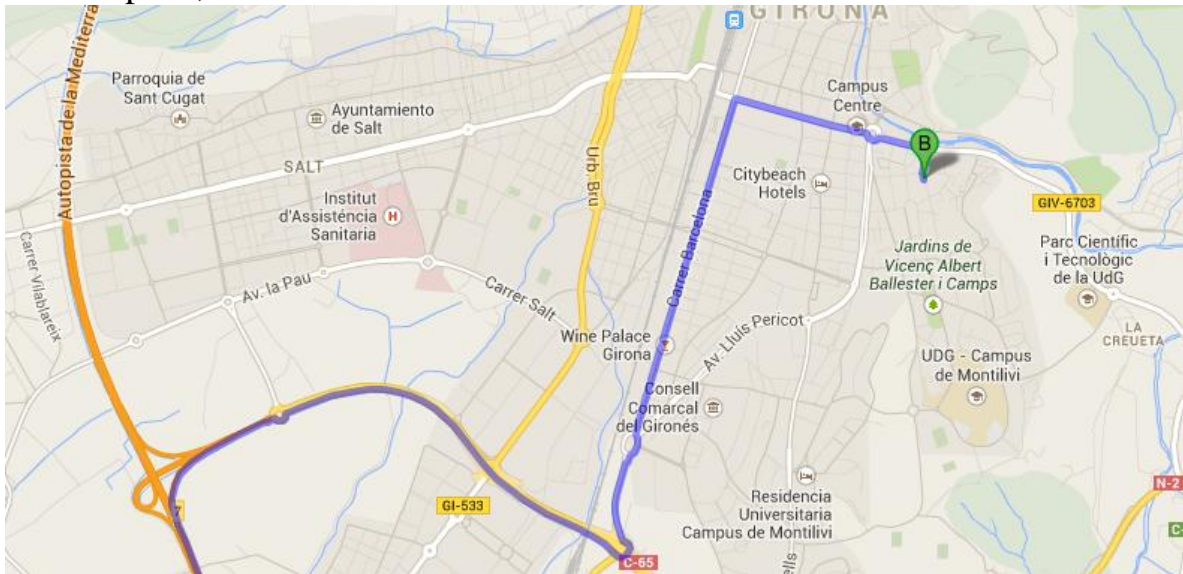 GIRONA
Autopista de la Mediterra
Parroquia de
Sant Cugat
Ayuntamiento
de Salt
Campus
Centre
B
SALT
Urb. Bru
Citybeach
Hotels
Institut
d'Assisténcia
Sanitaria
H
GIV-6703
Carrer Vilablareix
Carrer Barcelona
Jardins de
Vicenç Albert
Ballester i Camps
Parc Científic
i Tecnològic
de la UdG
Av. la Pau
Carrer Salt
Wine Palace
Girona
Av. Lluís Pericot
LA
CREUETA
UDG - Campus
de Montilivi
Consell
Comarcal
del Gironés
N-2
7
GI-533
Residencia
Universitaria
Campus de Montilivi
C-
C-65
ells